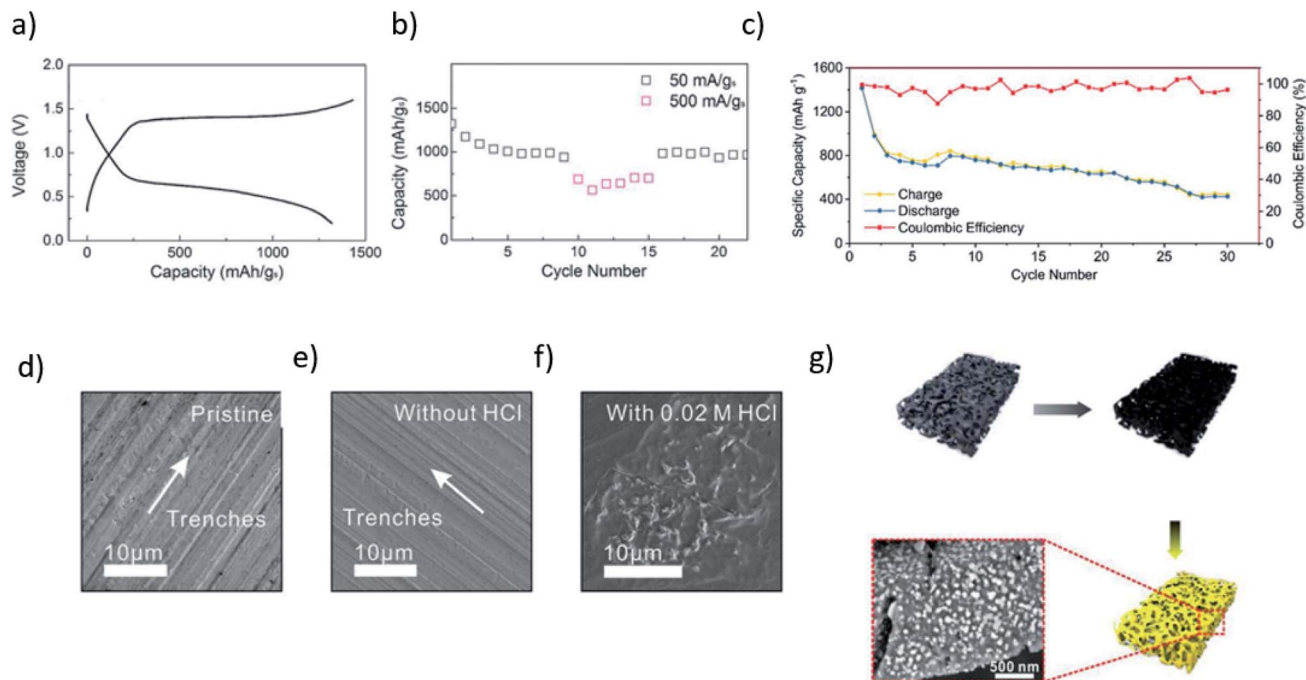 a)
2.0
1.5
1.0
0.5
0.0
Voltage (V)
0 500 1000 1500
Capacity (mAh/gs)
b)
50 mA/gs
500 mA/gs
1500
1000
500
0
Capacity (mAh/gs)
5 10 15 20
Cycle Number
c)
1600
1200
800
400
0
Specific Capacity (mAh g⁻¹)
Charge
Discharge
Coulombic Efficiency
100
80
60
40
20
0
Coulombic Efficiency (%)
0 5 10 15 20 25 30
Cycle Number
d)
Pristine
Trenches
10μm
e)
Without HCl
Trenches
10μm
f)
With 0.02 M HCl
10μm
g)
500 nm